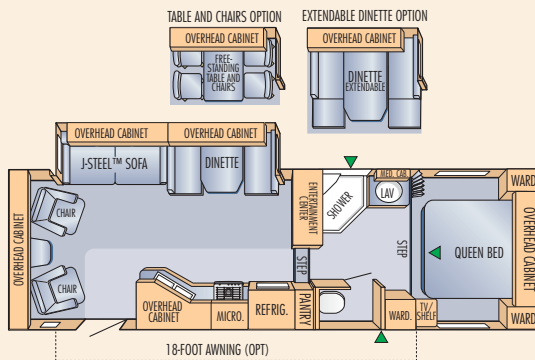 TABLE AND CHAIRS OPTION
EXTENDABLE DINETTE OPTION
OVERHEAD CABINET
FREE-
STANDING
TABLE AND
CHAIRS
OVERHEAD CABINET
DINETTE
EXTENDABLE
OVERHEAD CABINET
OVERHEAD CABINET
J-STEEL™ SOFA
DINETTE
OVERHEAD CABINET
CHAIR
CHAIR
ENTERTAINMENT
CENTER
SHOWER
MED. CAB.
LAV
STEP
WARD.
QUEEN BED
OVERHEAD CABINET
WARD.
STEP
OVERHEAD
CABINET
MICRO.
REFRIG.
PANTRY
WARD.
TV/
SHELF
18-FOOT AWNING (OPT)